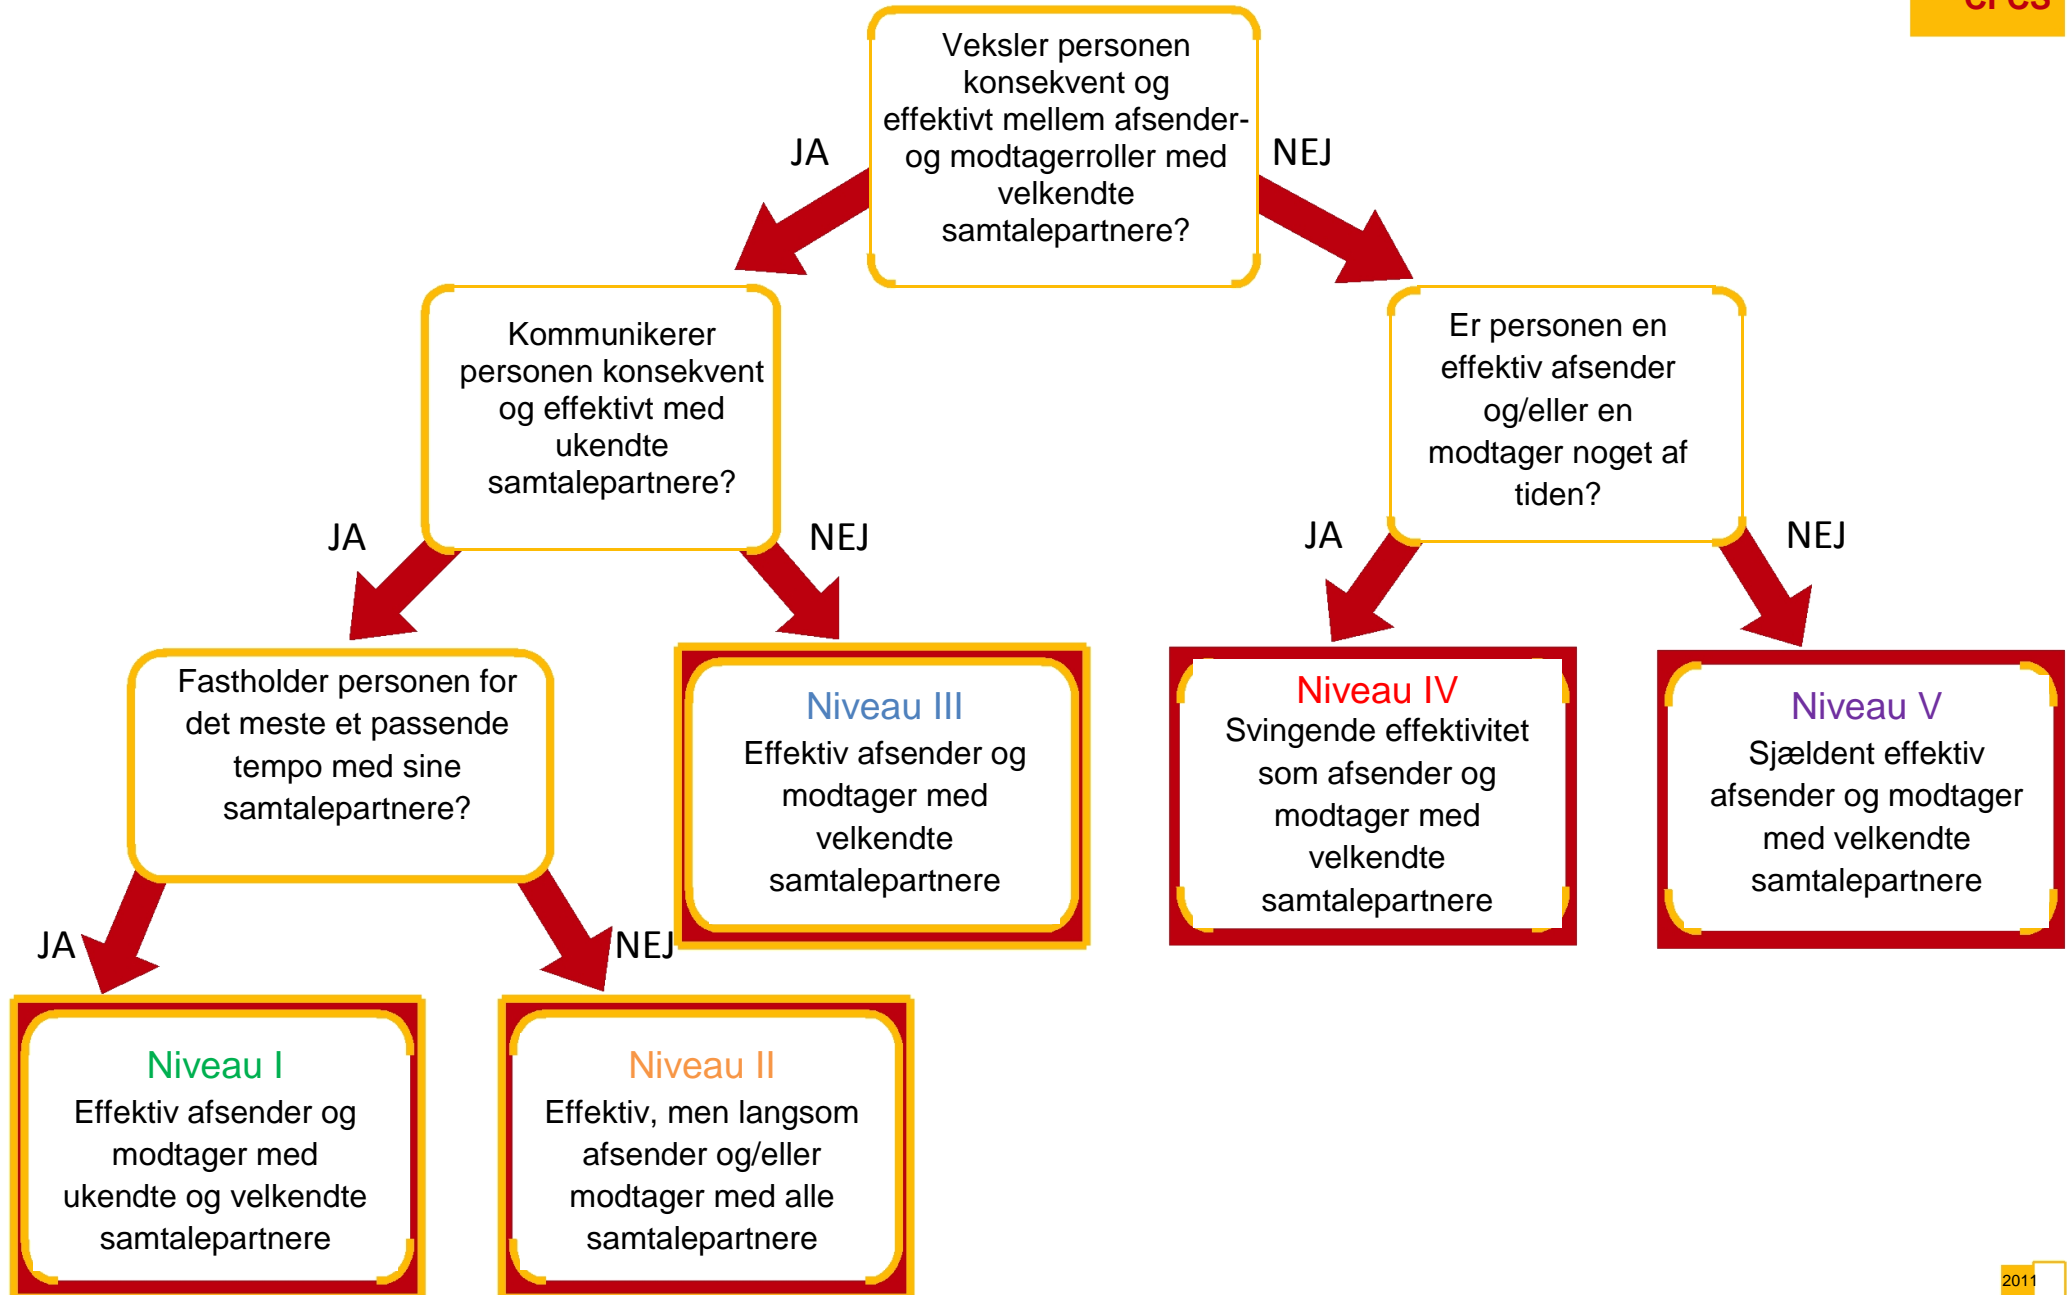 CFCS
Veksler personen
konsekvent og
effektivt mellem afsender-
og modtagerroller med
velkendte
samtalepartnere?
JA
NEJ
Kommunikerer
personen konsekvent
og effektivt med
ukendte
samtalepartnere?
Er personen en
effektiv afsender
og/eller en
modtager noget af
tiden?
JA
NEJ
JA
NEJ
Fastholder personen for
det meste et passende
tempo med sine
samtalepartnere?
Niveau III
Effektiv afsender og
modtager med
velkendte
samtalepartnere
Niveau IV
Svingende effektivitet
som afsender og
modtager med
velkendte
samtalepartnere
Niveau V
Sjældent effektiv
afsender og modtager
med velkendte
samtalepartnere
JA
NEJ
Niveau I
Effektiv afsender og
modtager med
ukendte og velkendte
samtalepartnere
Niveau II
Effektiv, men langsom
afsender og/eller
modtager med alle
samtalepartnere
2011